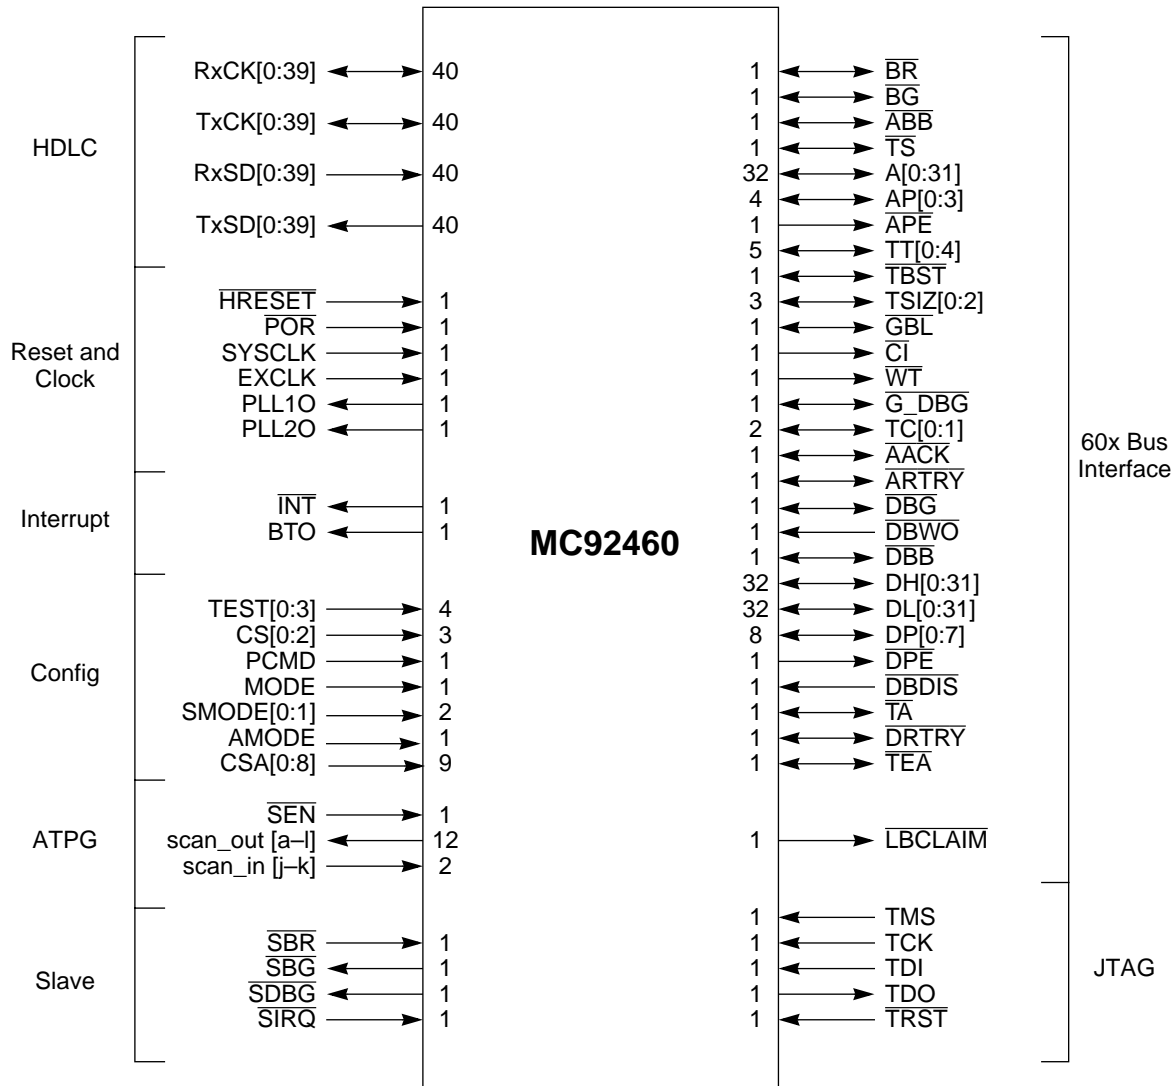 HDLC
RxCK[0:39] 40
TxCK[0:39] 40
RxSD[0:39] 40
TxSD[0:39] 40
Reset and
Clock
HRESET 1
POR 1
SYSCLK 1
EXCLK 1
PLL1O 1
PLL2O 1
Interrupt
INT 1
BTO 1
Config
TEST[0:3] 4
CS[0:2] 3
PCMD 1
MODE 1
SMODE[0:1] 2
AMODE 1
CSA[0:8] 9
ATPG
SEN 1
scan_out [a–l] 12
scan_in [j–k] 2
Slave
SBR 1
SBG 1
SDBG 1
SIRQ 1
MC92460
1 BR
1 BG
1 ABB
1 TS
32 A[0:31]
4 AP[0:3]
1 APE
5 TT[0:4]
1 TBST
3 TSIZ[0:2]
1 GBL
1 CI
1 WT
1 G_DBG
2 TC[0:1]
1 AACK
1 ARTRY
1 DBG
1 DBWO
1 DBB
32 DH[0:31]
32 DL[0:31]
8 DP[0:7]
1 DPE
1 DBDIS
1 TA
1 DRTRY
1 TEA
1 LBCLAIM
60x Bus
Interface
1 TMS
1 TCK
1 TDI
1 TDO
1 TRST
JTAG